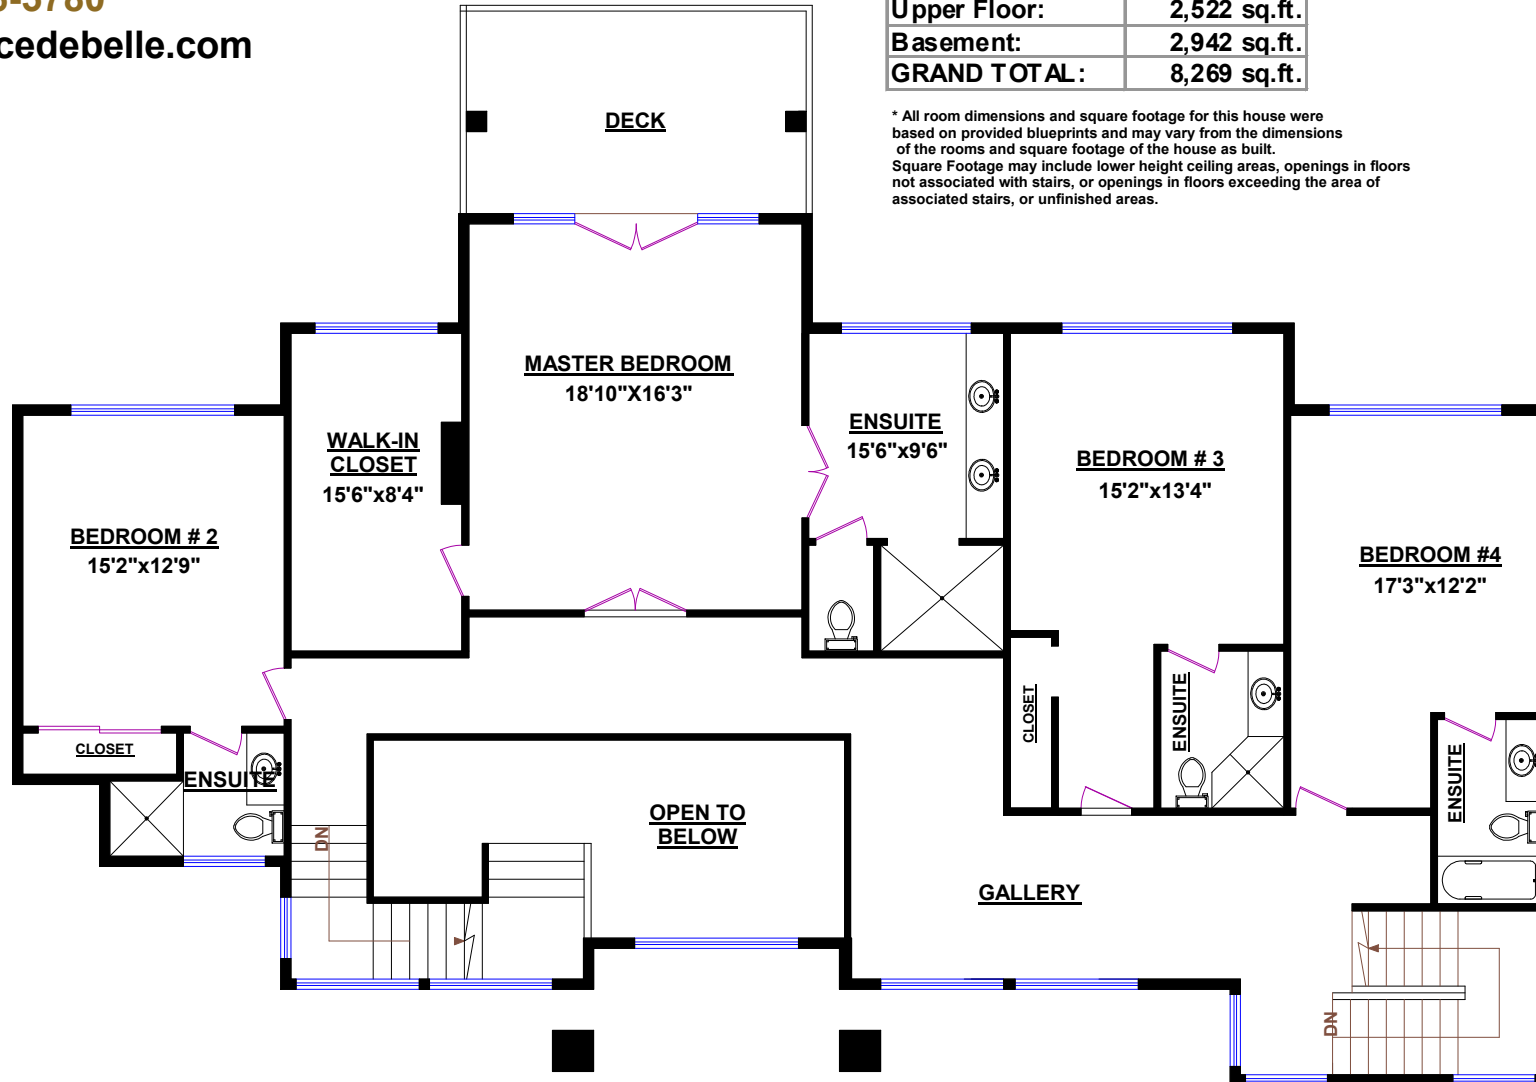 cedebelle.com
Upper Floor: 2,522 sq.ft.
Basement: 2,942 sq.ft.
GRAND TOTAL: 8,269 sq.ft.
* All room dimensions and square footage for this house were
based on provided blueprints and may vary from the dimensions
of the rooms and square footage of the house as built.
Square Footage may include lower height ceiling areas, openings in floors
not associated with stairs, or openings in floors exceeding the area of
associated stairs, or unfinished areas.
DECK
MASTER BEDROOM
18'10"X16'3"
WALK-IN
CLOSET
15'6"x8'4"
ENSUITE
15'6"x9'6"
BEDROOM # 3
15'2"x13'4"
BEDROOM # 2
15'2"x12'9"
BEDROOM #4
17'3"x12'2"
CLOSET
ENSUITE
CLOSET
ENSUITE
ENSUITE
OPEN TO
BELOW
DN
GALLERY
DN